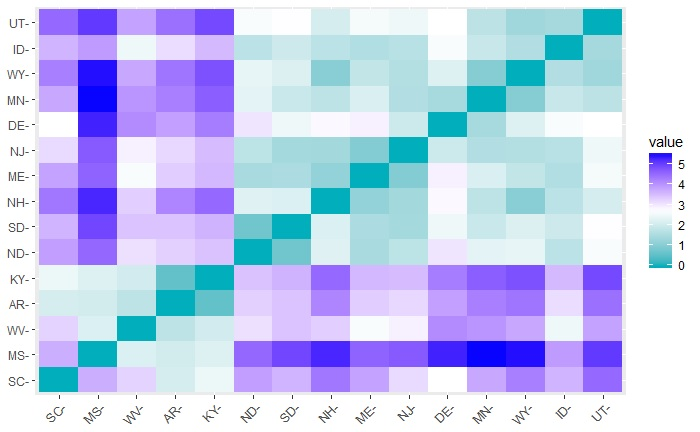 UT-
ID-
WY-
MN-
DE-
NJ-
ME-
NH-
SD-
ND-
KY-
AR-
WV-
MS-
SC-
value
5
4
3
2
1
0
SC- MS- WV- AR- KY- ND- SD- NH- ME- NJ- DE- MN- WY- ID- UT-